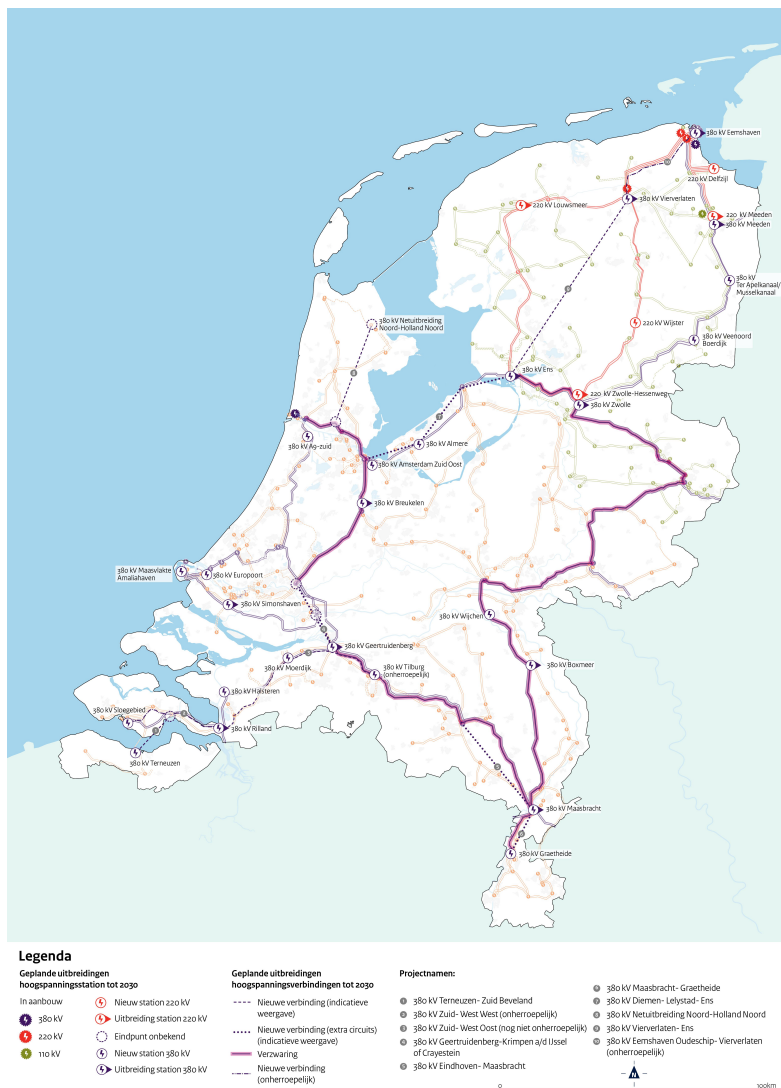 380 kV Eemshaven
220 kV Delfzijl
380 kV Vierverlaten
220 kV Louwsmeer
220 kV Meeden
380 kV Meeden
380 kV
Ter Apelkanaal/
Musselkanaal
380 kV Netuitbreiding
Noord-Holland Noord
220 kV Wijster
380 kV Veenoord
Boerdijk
380 kV Ens
220 kV Zwolle-Hessenweg
380 kV Zwolle
380 kV A9-zuid
380 kV Almere
380 kV Amsterdam Zuid Oost
380 kV Breukelen
380 kV Maasvlakte
Amaliahaven
380 kV Europoort
380 kV Simonshaven
380 kV Wijchen
380 kV Geertruidenberg
380 kV Moerdijk
380 kV Tilburg
(onherroepelijk)
380 kV Boxmeer
380 kV Halsteren
380 kV Sloegebied
380 kV Rilland
380 kV Terneuzen
380 kV Maasbracht
380 kV Graetheide
Legenda
Geplande uitbreidingen
hoogspanningsstation tot 2030
In aanbouw
380 kV
220 kV
110 kV
Nieuw station 220 kV
Uitbreiding station 220 kV
Eindpunt onbekend
Nieuw station 380 kV
Uitbreiding station 380 kV
Geplande uitbreidingen
hoogspanningsverbindingen tot 2030
Nieuwe verbinding (indicatieve
weergave)
Nieuwe verbinding (extra circuits)
(indicatieve weergave)
Verzwaring
Nieuwe verbinding
(onherroepelijk)
Projectnamen:
1 380 kV Terneuzen- Zuid Beveland
2 380 kV Zuid- West West (onherroepelijk)
3 380 kV Zuid- West Oost (nog niet onherroepelijk)
4 380 kV Geertruidenberg-Krimpen a/d IJssel
of Crayestein
5 380 kV Eindhoven- Maasbracht
6 380 kV Maasbracht- Graetheide
7 380 kV Diemen- Lelystad- Ens
8 380 kV Netuitbreiding Noord-Holland Noord
9 380 kV Vierverlaten- Ens
10 380 kV Eemshaven Oudeschip- Vierverlaten
(onherroepelijk)
N
0
100km